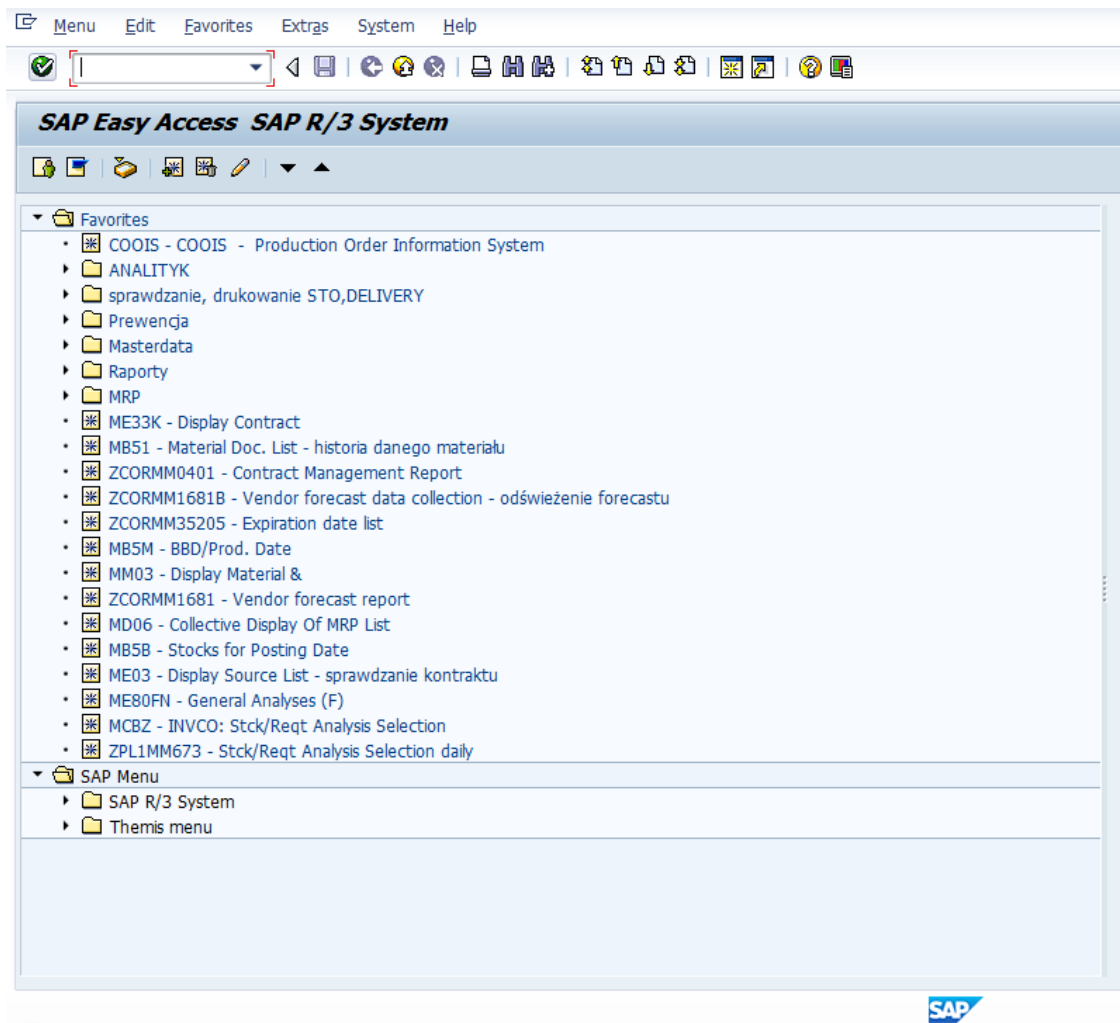 Menu Edit Favorites Extras System Help
SAP Easy Access SAP R/3 System
Favorites
COOIS - COOIS - Production Order Information System
ANALITYK
sprawdzanie, drukowanie STO,DELIVERY
Prewencja
Masterdata
Raporty
MRP
ME33K - Display Contract
MB51 - Material Doc. List - historia danego materiału
ZCORMM0401 - Contract Management Report
ZCORMM1681B - Vendor forecast data collection - odświeżenie forecastu
ZCORMM35205 - Expiration date list
MB5M - BBD/Prod. Date
MM03 - Display Material &
ZCORMM1681 - Vendor forecast report
MD06 - Collective Display Of MRP List
MB5B - Stocks for Posting Date
ME03 - Display Source List - sprawdzanie kontraktu
ME80FN - General Analyses (F)
MCBZ - INVCO: Stck/Reqt Analysis Selection
ZPL1MM673 - Stck/Reqt Analysis Selection daily
SAP Menu
SAP R/3 System
Themis menu
SAP